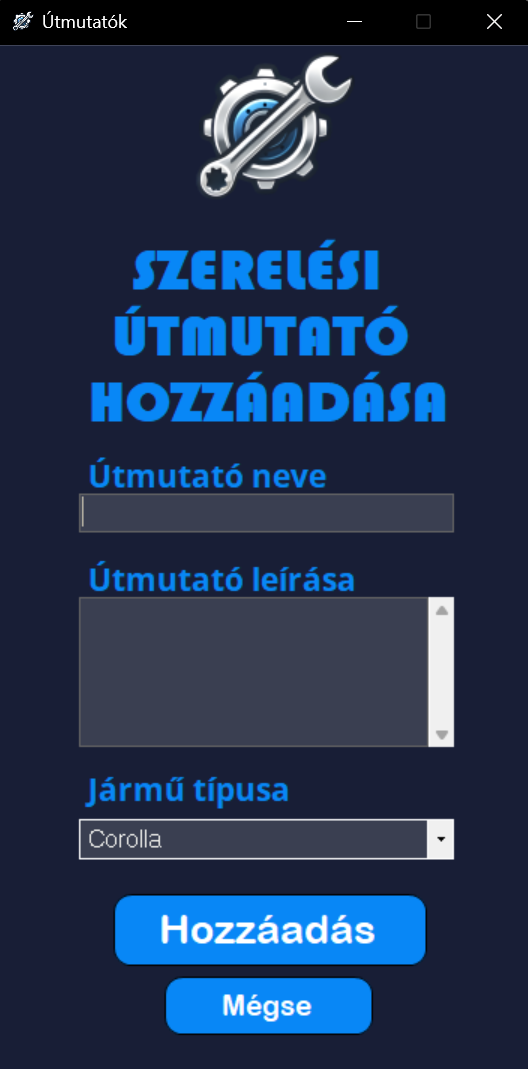 Útmutatók
SZERELÉSI
ÚTMUTATÓ
HOZZÁADÁSA
Útmutató neve
Útmutató leírása
Jármű típusa
Corolla
Hozzáadás
Mégse